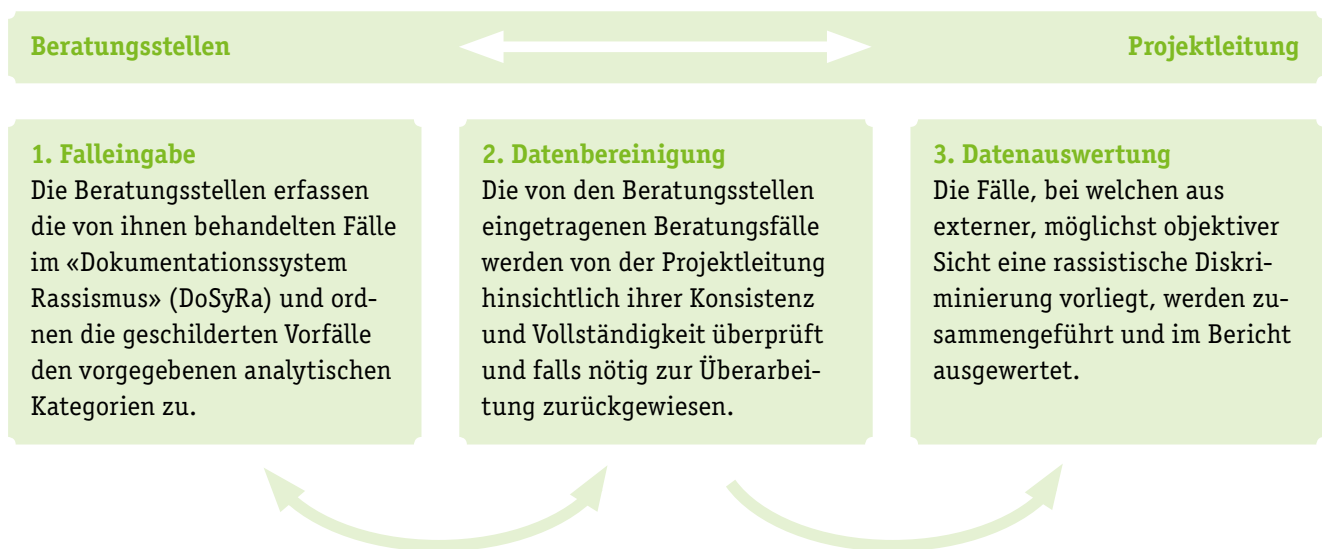 Beratungsstellen
Projektleitung
1. Falleingabe
Die Beratungsstellen erfassen
die von ihnen behandelten Fälle
im «Dokumentationssystem
Rassismus» (DoSyRa) und ord-
nen die geschilderten Vorfälle
den vorgegebenen analytischen
Kategorien zu.
2. Datenbereinigung
Die von den Beratungsstellen
eingetragenen Beratungsfälle
werden von der Projektleitung
hinsichtlich ihrer Konsistenz
und Vollständigkeit überprüft
und falls nötig zur Überarbei-
tung zurückgewiesen.
3. Datenauswertung
Die Fälle, bei welchen aus
externer, möglichst objektiver
Sicht eine rassistische Diskri-
minierung vorliegt, werden zu-
sammengeführt und im Bericht
ausgewertet.